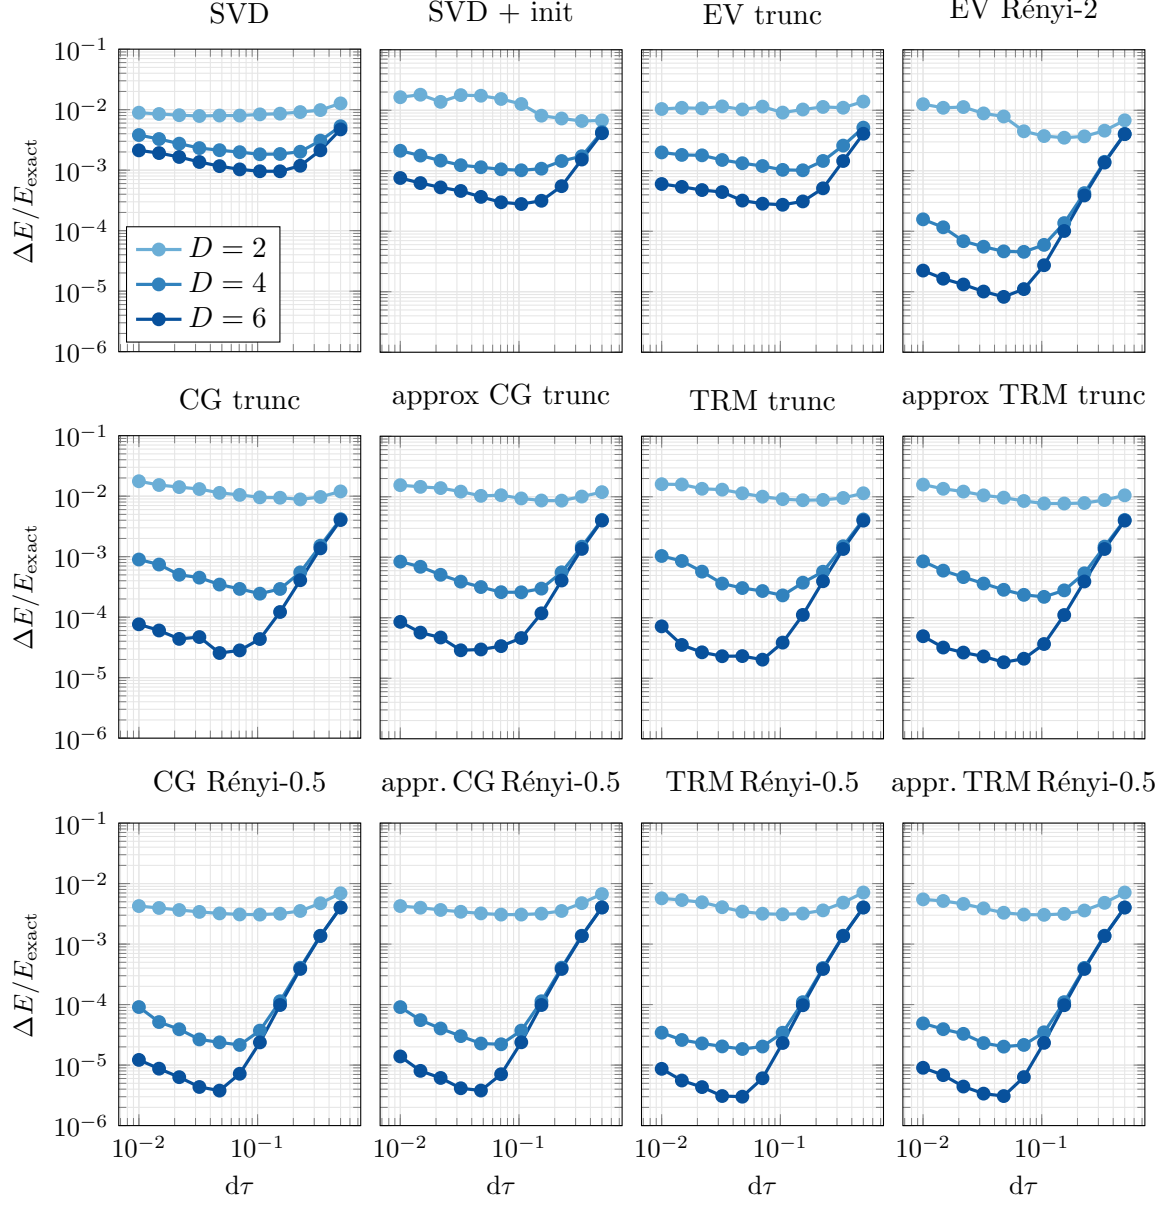 SVD
SVD + init
EV trunc
EV Rényi-2
10⁻¹
10⁻²
10⁻³
10⁻⁴
10⁻⁵
10⁻⁶
ΔE/E_exact
D = 2
D = 4
D = 6
CG trunc
approx CG trunc
TRM trunc
approx TRM trunc
10⁻¹
10⁻²
10⁻³
10⁻⁴
10⁻⁵
10⁻⁶
ΔE/E_exact
CG Rényi-0.5
appr. CG Rényi-0.5
TRM Rényi-0.5
appr. TRM Rényi-0.5
10⁻¹
10⁻²
10⁻³
10⁻⁴
10⁻⁵
10⁻⁶
ΔE/E_exact
10⁻² 10⁻¹
10⁻² 10⁻¹
10⁻² 10⁻¹
10⁻² 10⁻¹
dτ
dτ
dτ
dτ